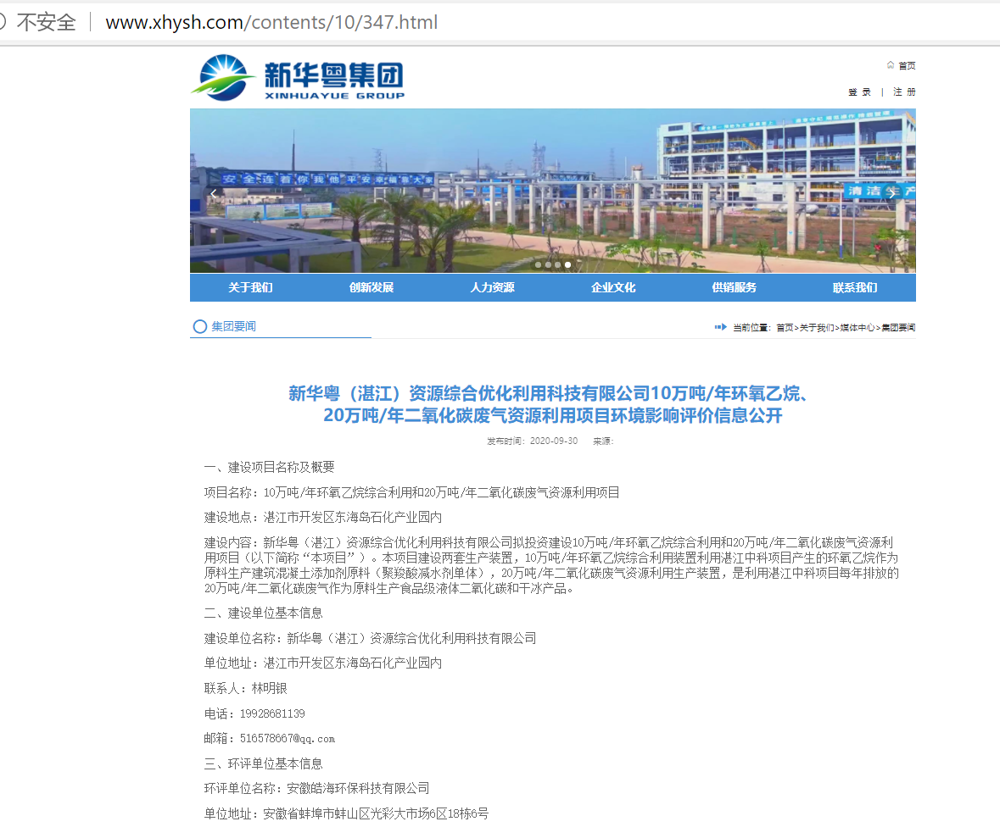 不安全 www.xhysh.com/contents/10/347.html
新华粤集团
XINHUAYUE GROUP
首页
登 录 | 注 册
安全连着你我他平安幸福靠大家
清洁生产
关于我们 创新发展 人力资源 企业文化 供销服务 联系我们
集团要闻
当前位置：首页>关于我们>媒体中心>集团要闻
新华粤（湛江）资源综合优化利用科技有限公司10万吨/年环氧乙烷、
20万吨/年二氧化碳废气资源利用项目环境影响评价信息公开
发布时间：2020-09-30 来源：
一、建设项目名称及概要
项目名称：10万吨/年环氧乙烷综合利用和20万吨/年二氧化碳废气资源利用项目
建设地点：湛江市开发区东海岛石化产业园内
建设内容：新华粤（湛江）资源综合优化利用科技有限公司拟投资建设10万吨/年环氧乙烷综合利用和20万吨/年二氧化碳废气资源利
用项目（以下简称“本项目”）。本项目建设两套生产装置，10万吨/年环氧乙烷综合利用装置利用湛江中科项目产生的环氧乙烷作为
原料生产建筑混凝土添加剂原料（聚羧酸减水剂单体），20万吨/年二氧化碳废气资源利用生产装置，是利用湛江中科项目每年排放的
20万吨/年二氧化碳废气作为原料生产食品级液体二氧化碳和干冰产品。
二、建设单位基本信息
建设单位名称：新华粤（湛江）资源综合优化利用科技有限公司
单位地址：湛江市开发区东海岛石化产业园内
联系人：林明银
电话：19928681139
邮箱：516578667@qq.com
三、环评单位基本信息
环评单位名称：安徽皓海环保科技有限公司
单位地址：安徽省蚌埠市蚌山区光彩大市场6区18栋6号